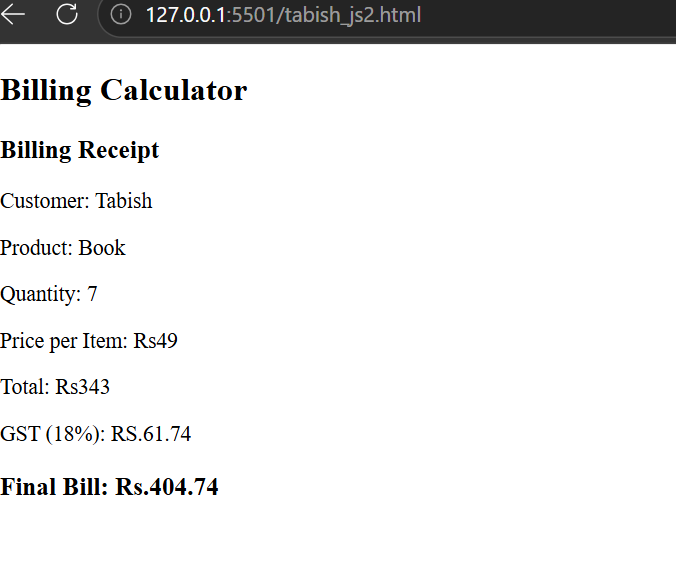 127.0.0.1:5501/tabish_js2.html
Billing Calculator
Billing Receipt
Customer: Tabish
Product: Book
Quantity: 7
Price per Item: Rs49
Total: Rs343
GST (18%): RS.61.74
Final Bill: Rs.404.74